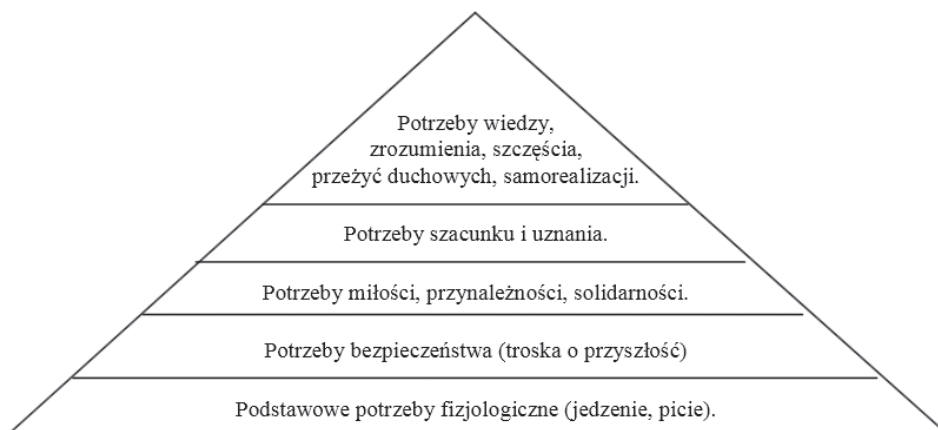 Potrzeby wiedzy,
zrozumienia, szczęścia,
przeżyć duchowych, samorealizacji.
Potrzeby szacunku i uznania.
Potrzeby miłości, przynależności, solidarności.
Potrzeby bezpieczeństwa (troska o przyszłość)
Podstawowe potrzeby fizjologiczne (jedzenie, picie).